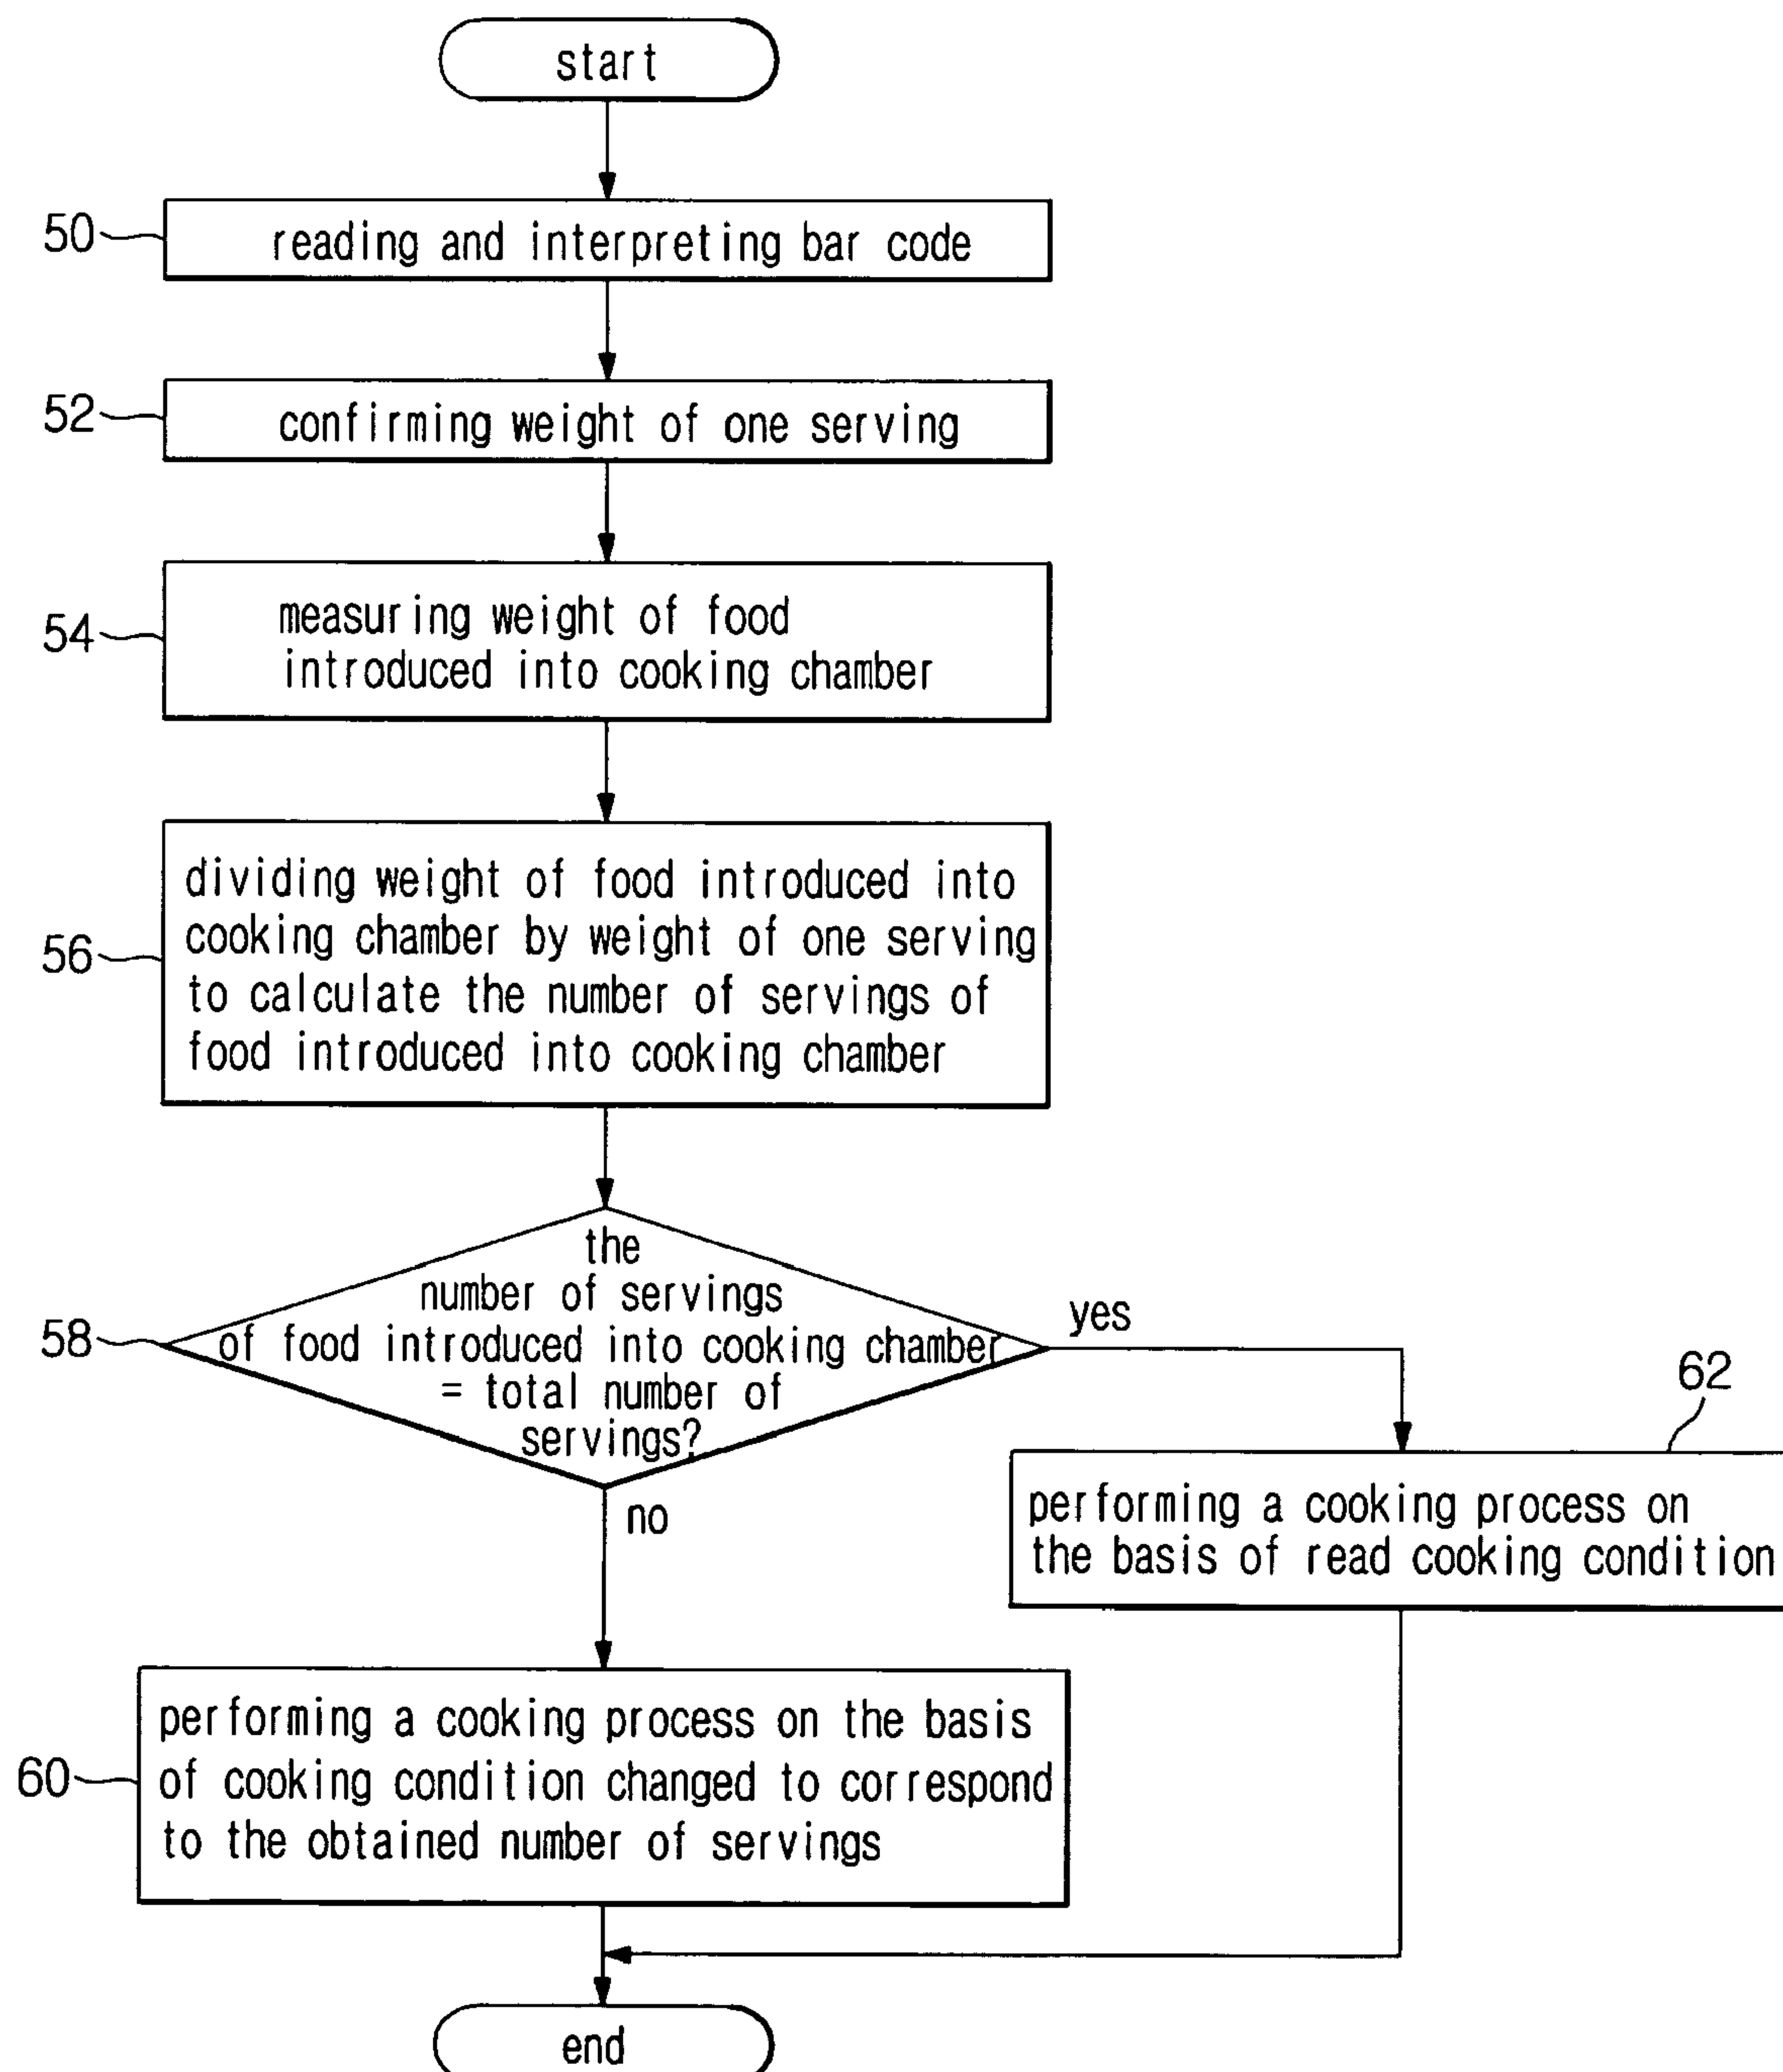 start
50
reading and interpreting bar code
52
confirming weight of one serving
54
measuring weight of food
introduced into cooking chamber
56
dividing weight of food introduced into
cooking chamber by weight of one serving
to calculate the number of servings of
food introduced into cooking chamber
58
the
number of servings
of food introduced into cooking chamber
= total number of
servings?
yes
no
62
performing a cooking process on
the basis of read cooking condition
60
performing a cooking process on the basis
of cooking condition changed to correspond
to the obtained number of servings
end